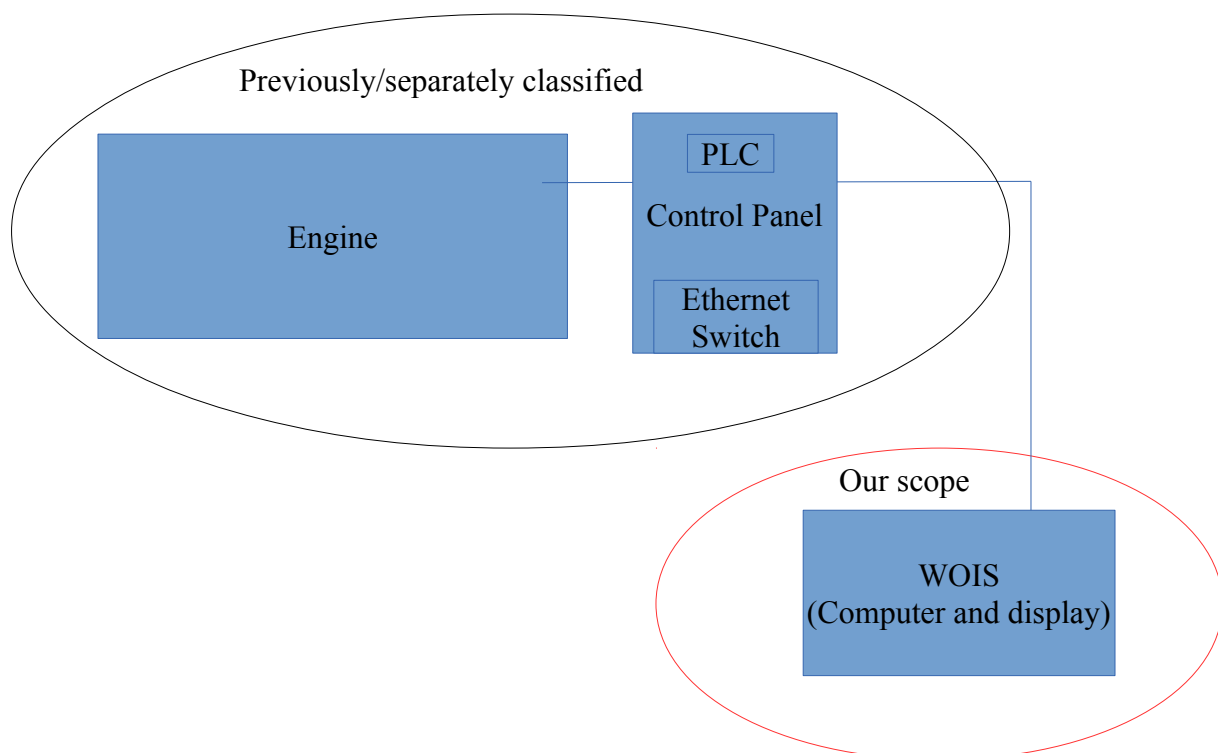 Previously/separately classified
Engine
PLC
Control Panel
Ethernet
Switch
Our scope
WOIS
(Computer and display)